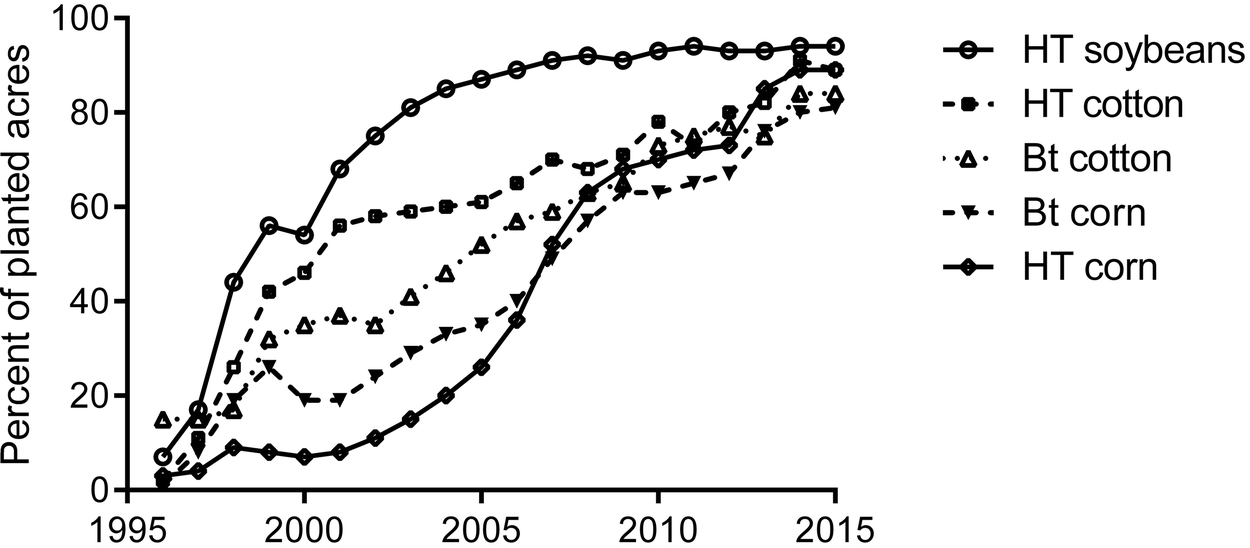 Percent of planted acres
100
80
60
40
20
0
1995 2000 2005 2010 2015
HT soybeans
HT cotton
Bt cotton
Bt corn
HT corn